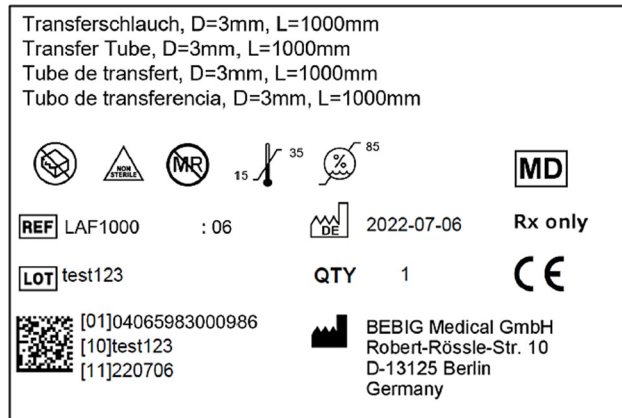 Transferschlauch, D=3mm, L=1000mm
Transfer Tube, D=3mm, L=1000mm
Tube de transfert, D=3mm, L=1000mm
Tubo de transferencia, D=3mm, L=1000mm
NON STERILE MR 15 35 % 85 MD
REF LAF1000 : 06 DE 2022-07-06 Rx only
LOT test123 QTY 1 CE
[01]04065983000986
[10]test123
[11]220706
BEBIG Medical GmbH
Robert-Rössle-Str. 10
D-13125 Berlin
Germany